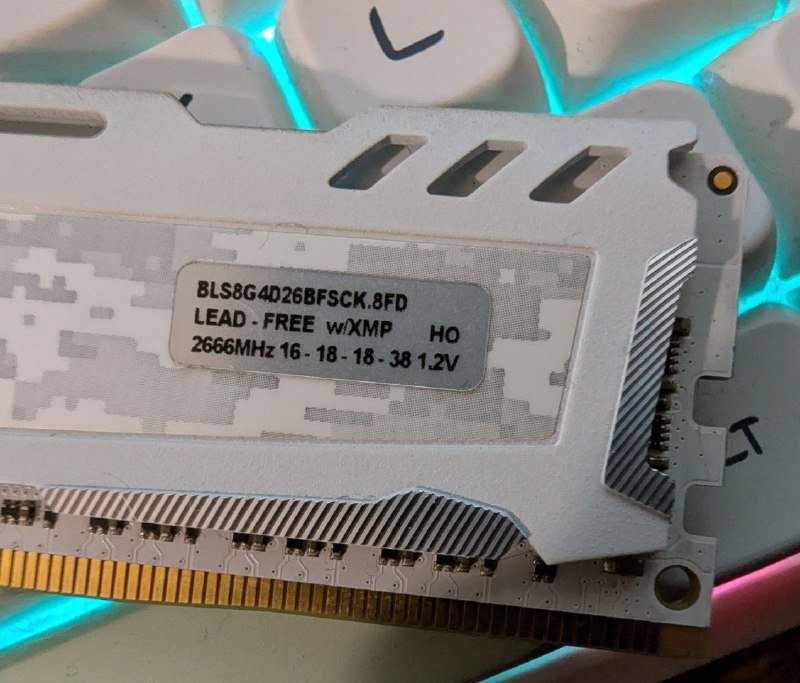 BLS8G4D26BFSCK.8FD
LEAD - FREE w/XMP HO
2666MHz 16 - 18 - 18 - 38 1.2V